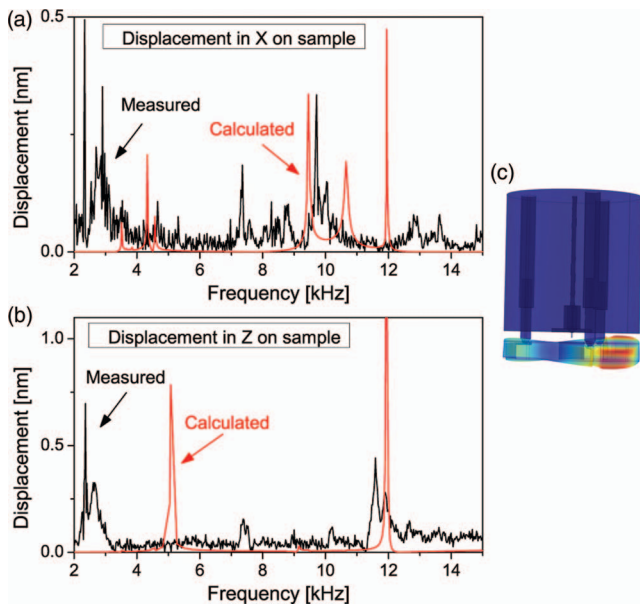 (a)
0.5
Displacement in X on sample
Measured
Calculated
Displacement [nm]
0.0
2 4 6 8 10 12 14
Frequency [kHz]
(b)
1.0
Displacement in Z on sample
Measured
Calculated
Displacement [nm]
0.5
0.0
2 4 6 8 10 12 14
Frequency [kHz]
(c)